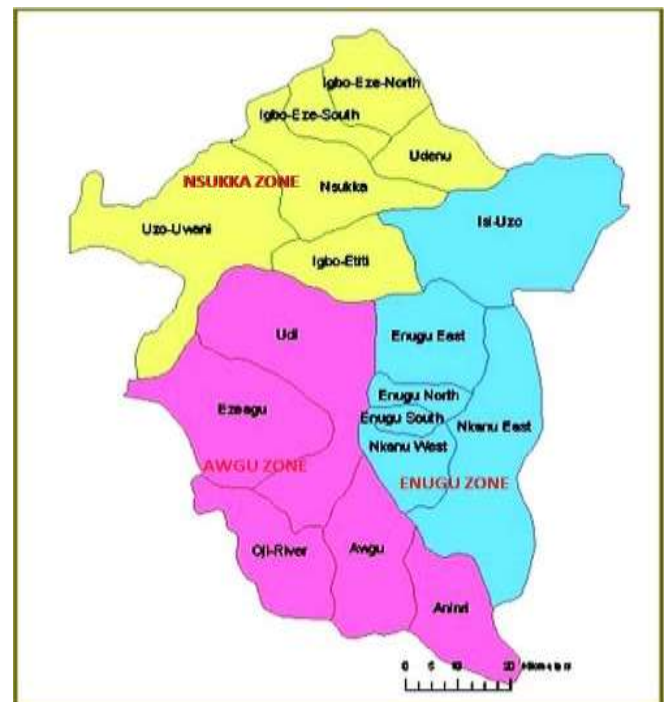 Igbo-Eze-North
Igbo-Eze-South
Udenu
NSUKKA ZONE
Nsukka
Uzo-Uwani
Isi-Uzo
Igbo-Etiti
Udi
Enugu East
Enugu North
Ezeagu
Enugu South
Nkanu East
Nkanu West
AWGU ZONE
ENUGU ZONE
Oji-River
Awgu
Aninri
0 5 10 20